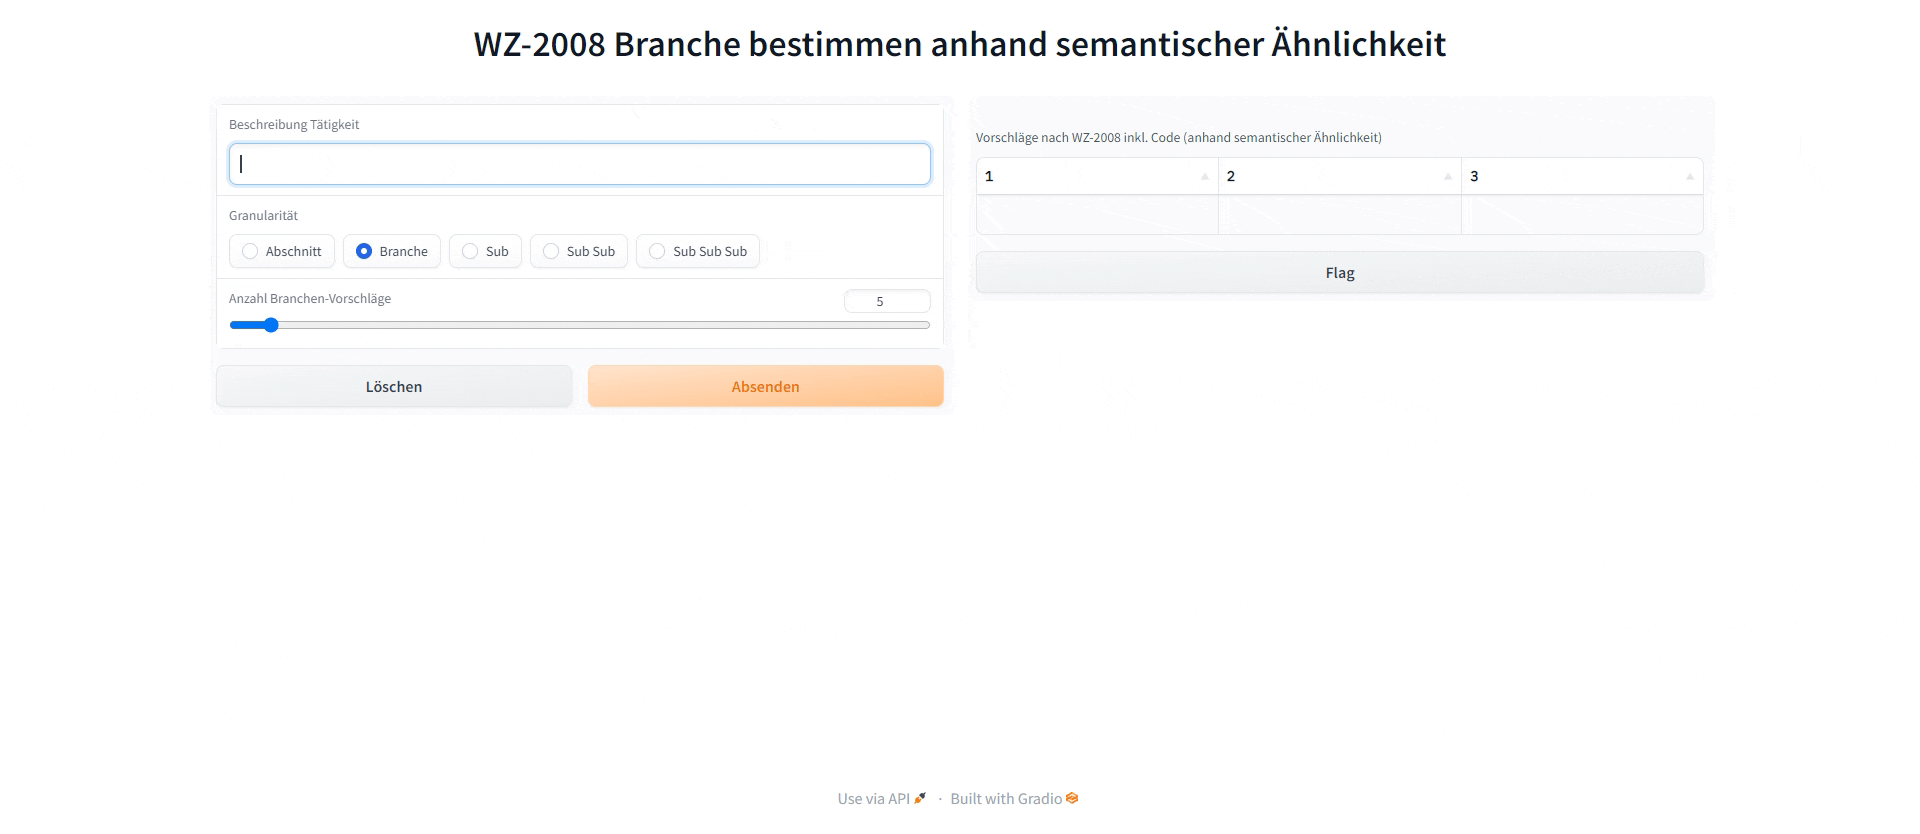 WZ-2008 Branche bestimmen anhand semantischer Ähnlichkeit
Beschreibung Tätigkeit
Granularität
Abschnitt Branche Sub Sub Sub Sub Sub Sub
Anzahl Branchen-Vorschläge 5
Löschen Absenden
Vorschläge nach WZ-2008 inkl. Code (anhand semantischer Ähnlichkeit)
1 2 3
Flag
Use via API · Built with Gradio